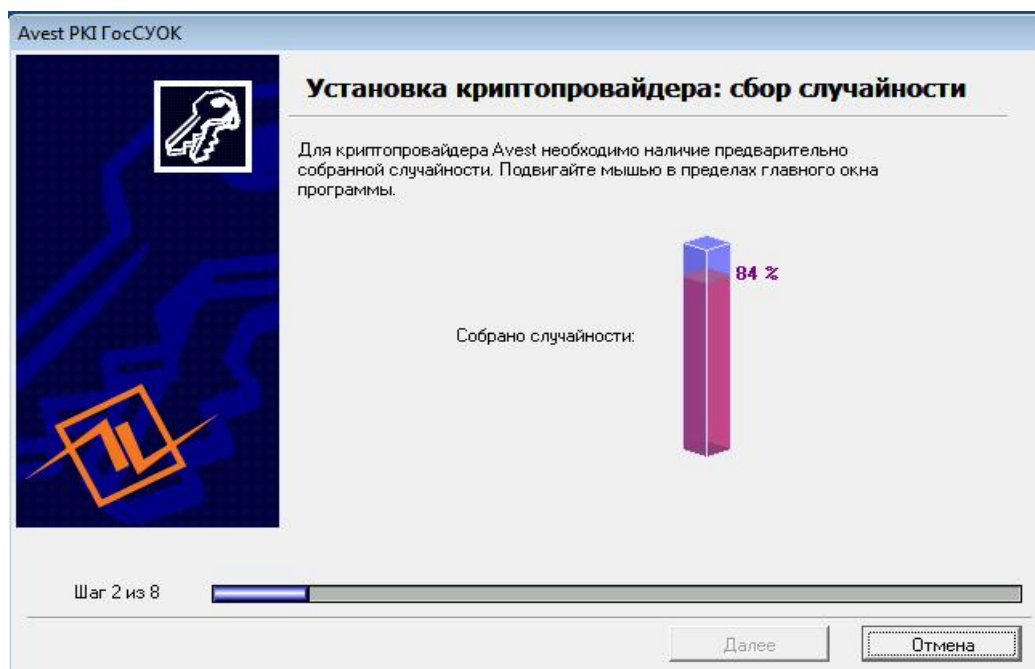 Avest PKI ГосСУОК
Установка криптопровайдера: сбор случайности
Для криптопровайдера Avest необходимо наличие предварительно
собранной случайности. Подвигайте мышью в пределах главного окна
программы.
84 %
Собрано случайности:
Шаг 2 из 8
Далее
Отмена